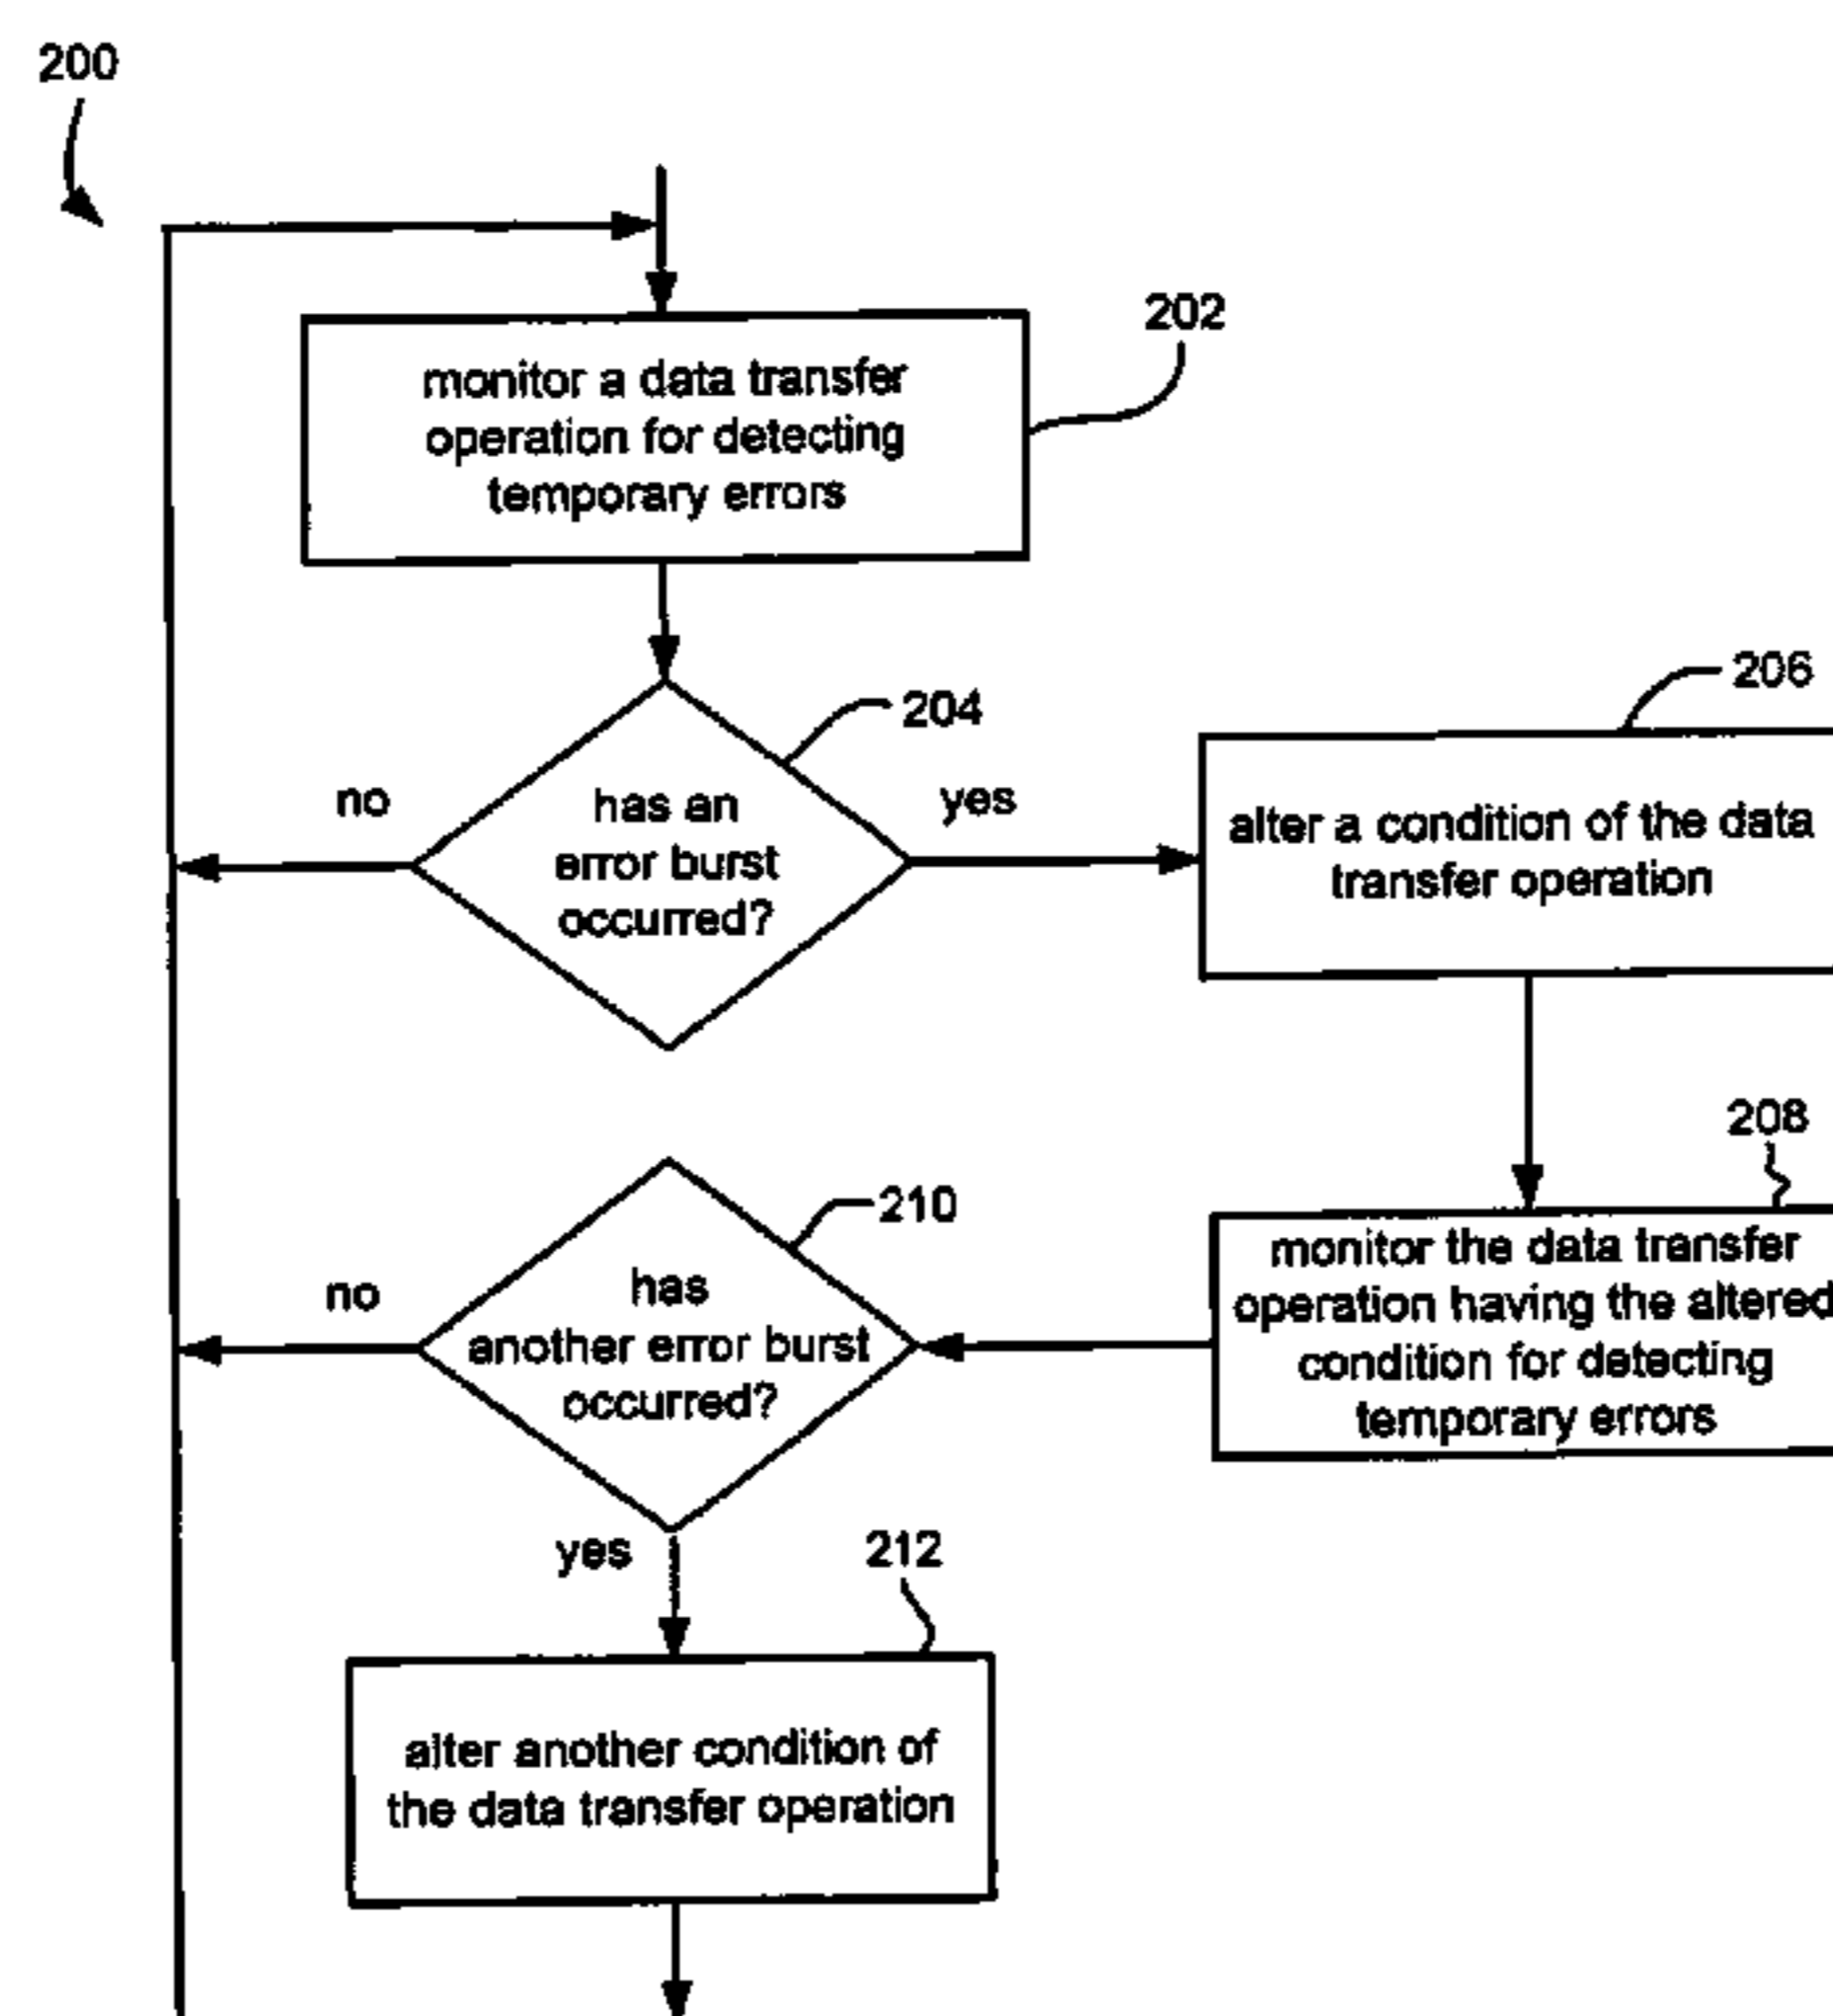 200
202
monitor a data transfer
operation for detecting
temporary errors
204
206
no
has an
error burst
occurred?
yes
alter a condition of the data
transfer operation
208
210
monitor the data transfer
operation having the altered
condition for detecting
temporary errors
no
has
another error burst
occurred?
yes
212
alter another condition of
the data transfer operation